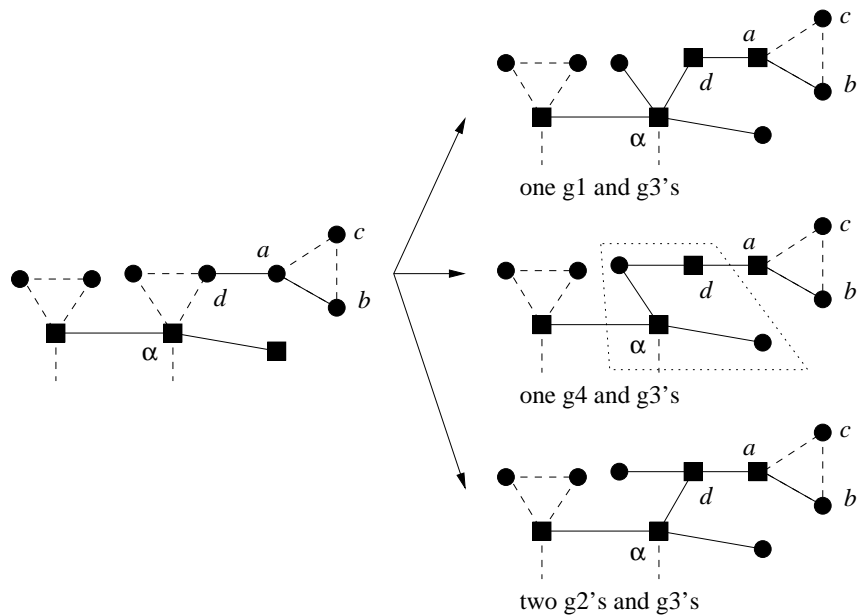 c
a
b
d
α
one g1 and g3's
c
a
b
d
α
one g4 and g3's
c
a
b
d
α
c
a
b
d
α
two g2's and g3's